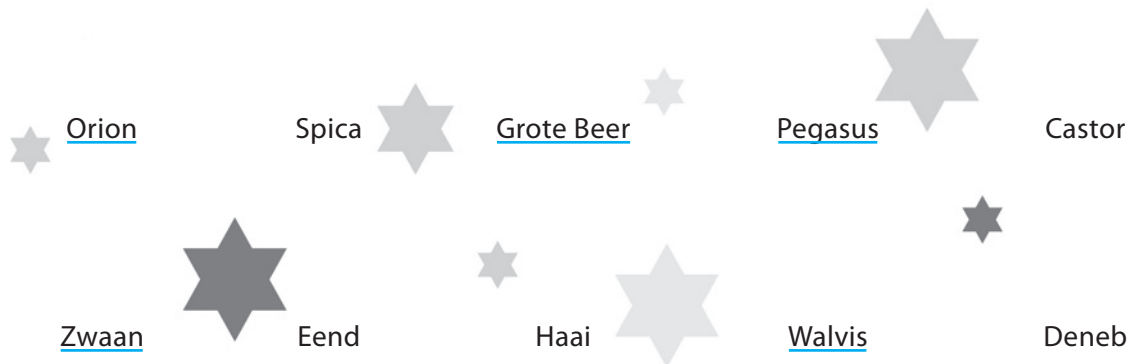 Orion Spica Grote Beer Pegasus Castor
Zwaan Eend Haai Walvis Deneb